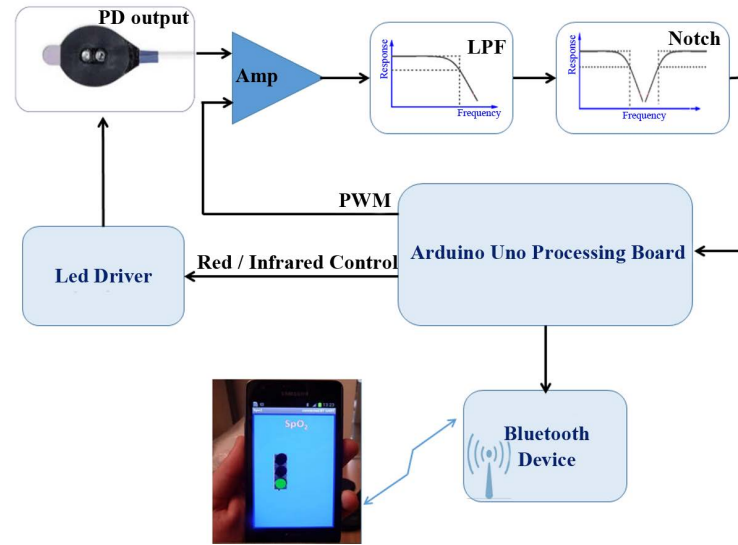 PD output
Amp
Response
LPF
Frequency
Response
Notch
Frequency
PWM
Arduino Uno Processing Board
Red / Infrared Control
Led Driver
SAMSUNG
SpO2
Bluetooth
Device